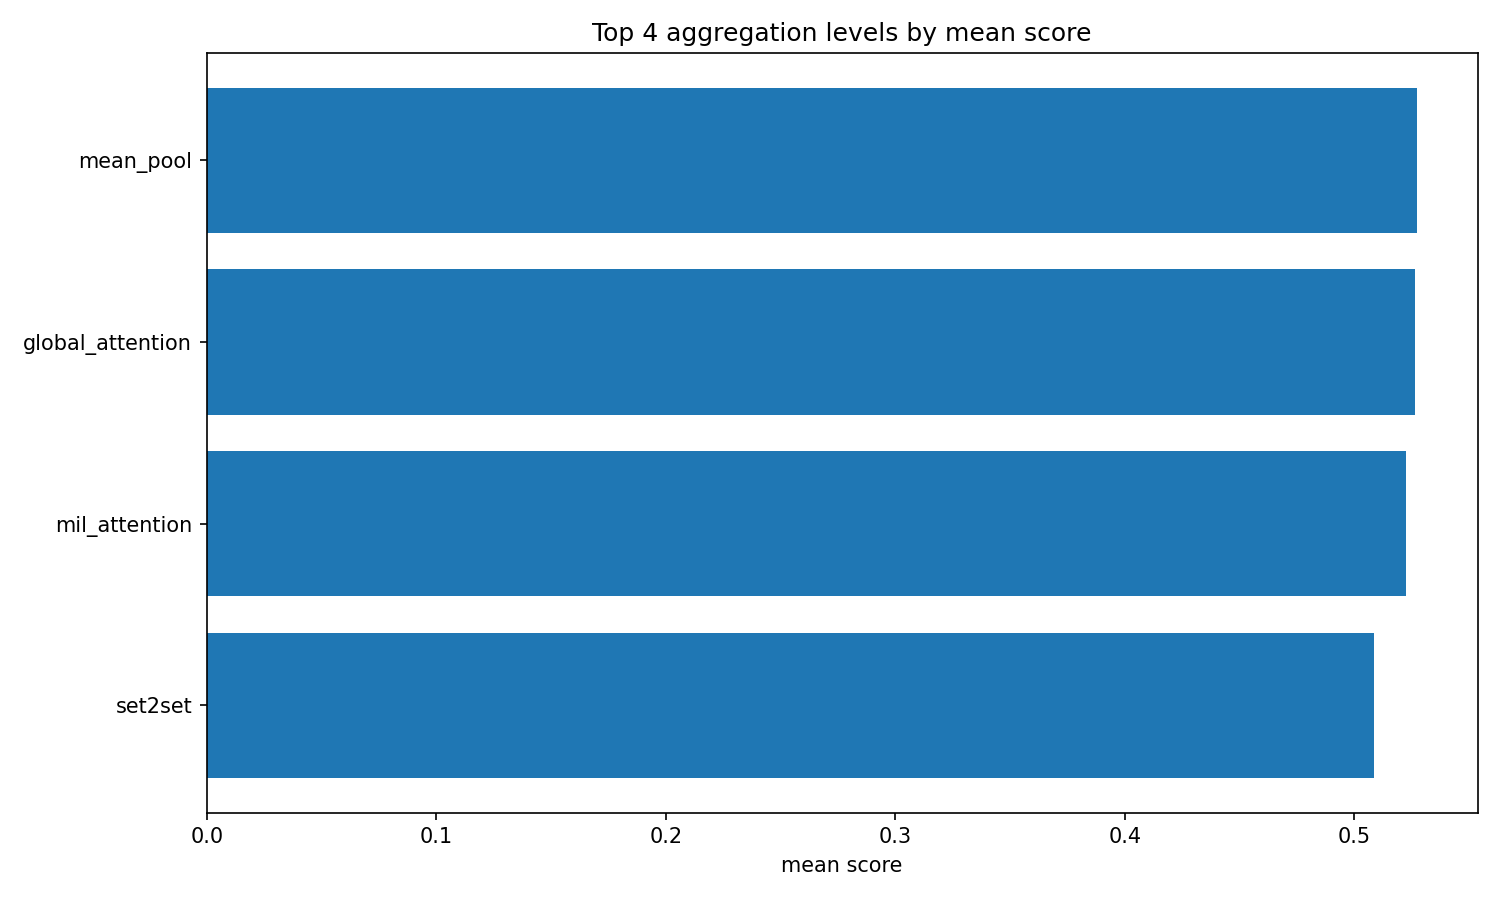 Top 4 aggregation levels by mean score
mean_pool
global_attention
mil_attention
set2set
0.0 0.1 0.2 0.3 0.4 0.5
mean score